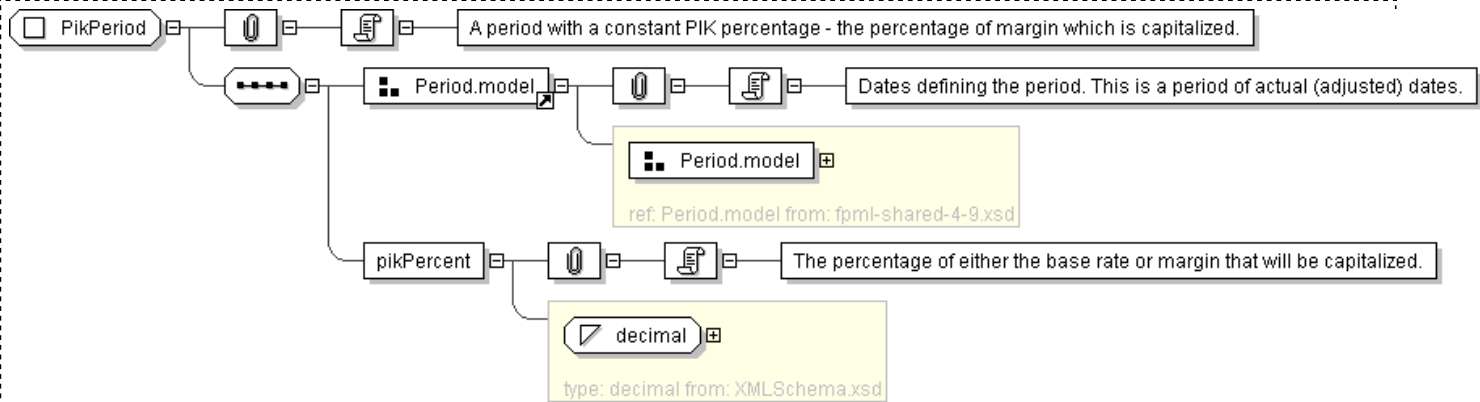 PikPeriod
A period with a constant PIK percentage - the percentage of margin which is capitalized.
Period.model
Dates defining the period. This is a period of actual (adjusted) dates.
Period.model
ref: Period.model from: fpml-shared-4-9.xsd
pikPercent
The percentage of either the base rate or margin that will be capitalized.
decimal
type: decimal from: XMLSchema.xsd